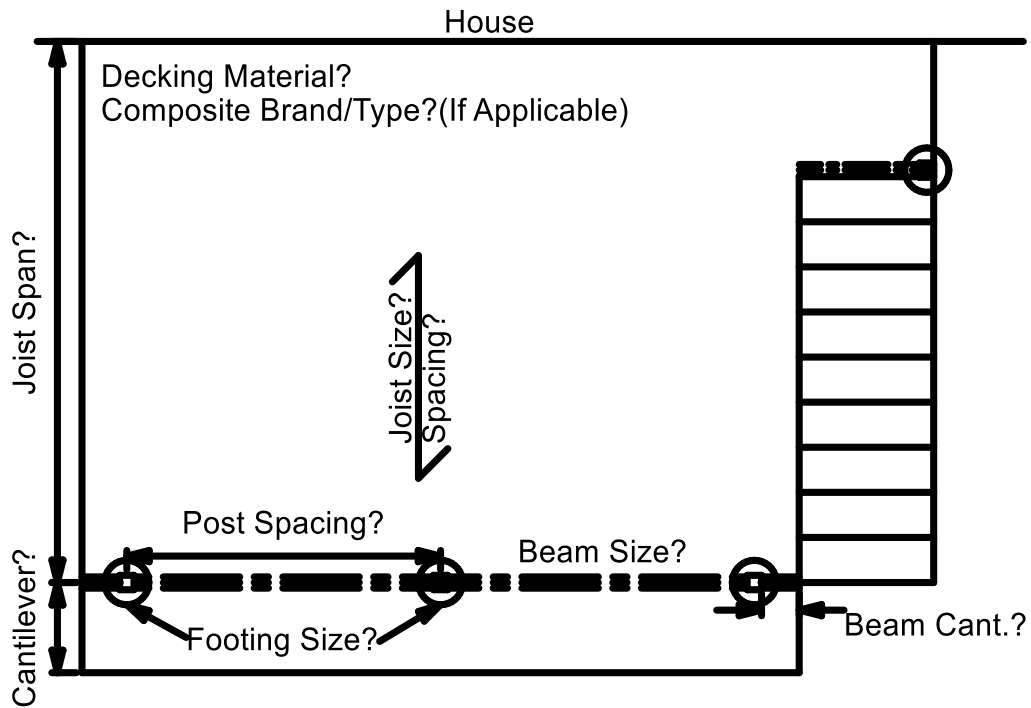 House
Decking Material?
Composite Brand/Type?(If Applicable)
Joist Span?
Joist Size?
Spacing?
Post Spacing?
Beam Size?
Cantilever?
Footing Size?
Beam Cant.?